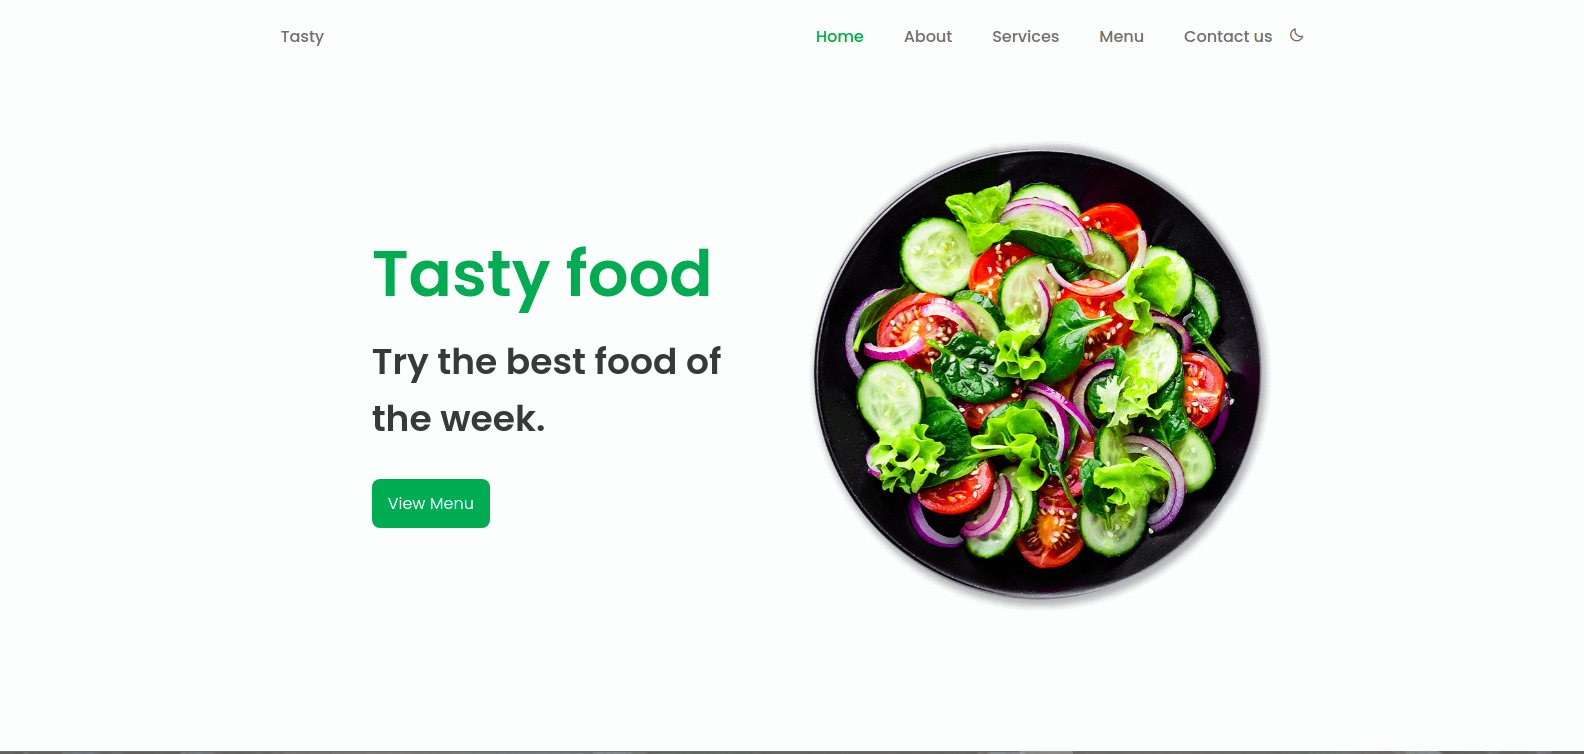 Tasty
Home About Services Menu Contact us
Tasty food
Try the best food of
the week.
View Menu